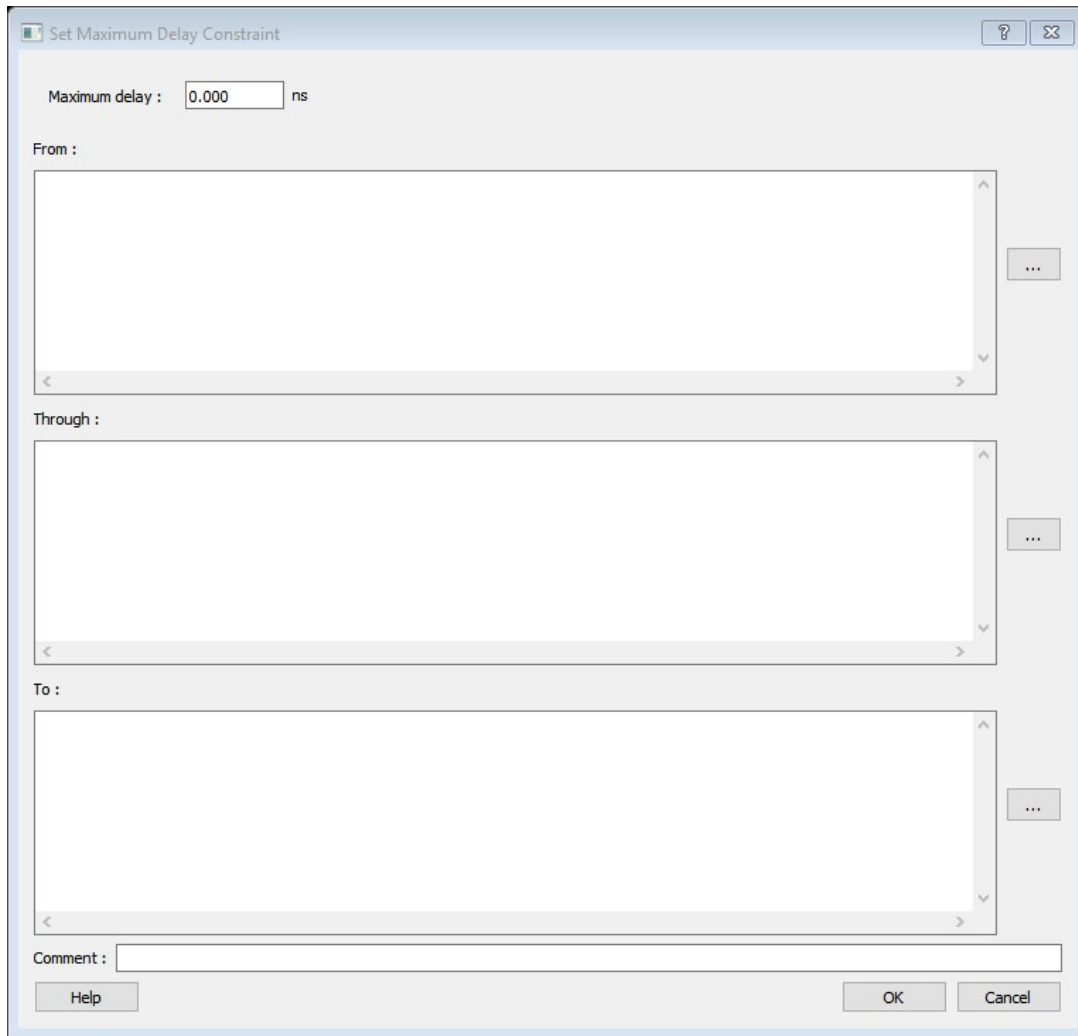 Set Maximum Delay Constraint
Maximum delay : 0.000 ns
From :
...
Through :
...
To :
...
Comment :
Help OK Cancel